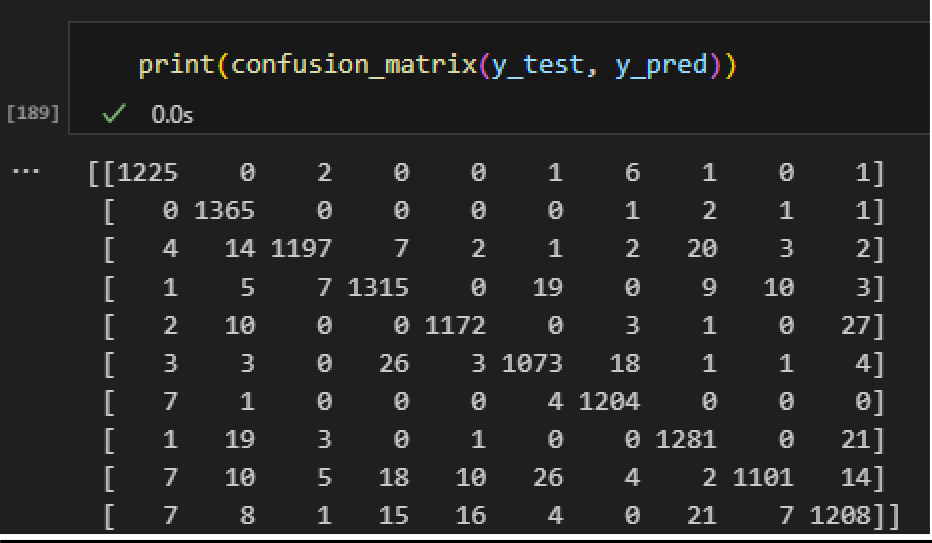 print(confusion_matrix(y_test, y_pred))
[189] ✓ 0.0s
... [[1225 0 2 0 0 1 6 1 0 1]
[ 0 1365 0 0 0 0 1 2 1 1]
[ 4 14 1197 7 2 1 2 20 3 2]
[ 1 5 7 1315 0 19 0 9 10 3]
[ 2 10 0 0 1172 0 3 1 0 27]
[ 3 3 0 26 3 1073 18 1 1 4]
[ 7 1 0 0 0 4 1204 0 0 0]
[ 1 19 3 0 1 0 0 1281 0 21]
[ 7 10 5 18 10 26 4 2 1101 14]
[ 7 8 1 15 16 4 0 21 7 1208]]